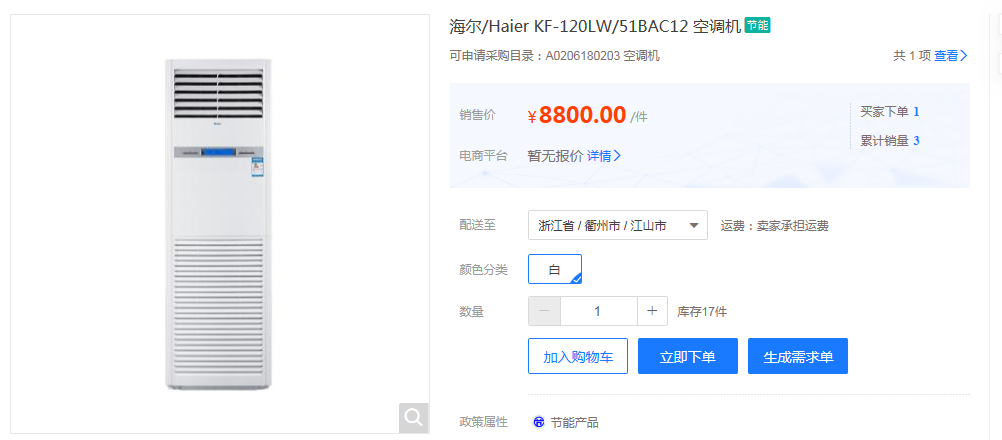 海尔/Haier KF-120LW/51BAC12 空调机 节能
可申请采购目录：A0206180203 空调机 共 1 项 查看
销售价 ¥8800.00 /件 买家下单 1
累计销量 3
电商平台 暂无报价 详情
配送至 浙江省 / 衢州市 / 江山市 运费：卖家承担运费
颜色分类 白
数量 — 1 + 库存17件
加入购物车 立即下单 生成需求单
政策属性 节能产品